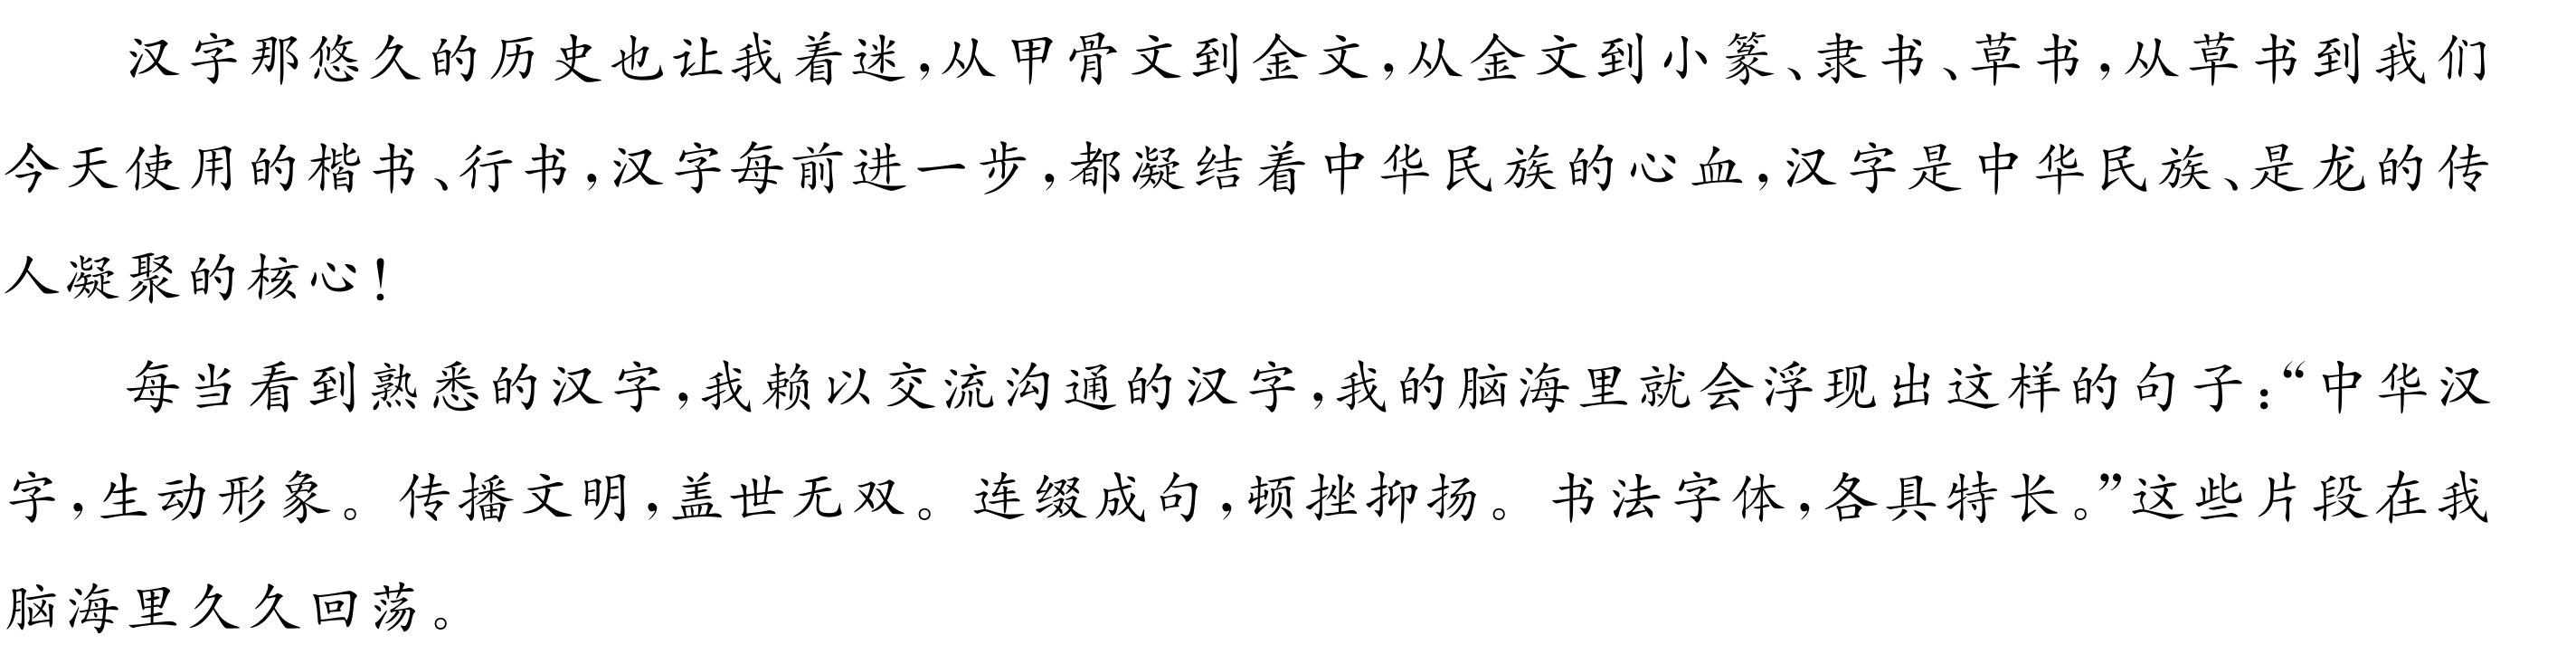 汉字那悠久的历史也让我着迷,从甲骨文到金文,从金文到小篆、隶书、草书,从草书到我们
今天使用的楷书、行书,汉字每前进一步,都凝结着中华民族的心血,汉字是中华民族、是龙的传
人凝聚的核心!
每当看到熟悉的汉字,我赖以交流沟通的汉字,我的脑海里就会浮现出这样的句子:“中华汉
字,生动形象。传播文明,盖世无双。连缀成句,顿挫抑扬。书法字体,各具特长。”这些片段在我
脑海里久久回荡。